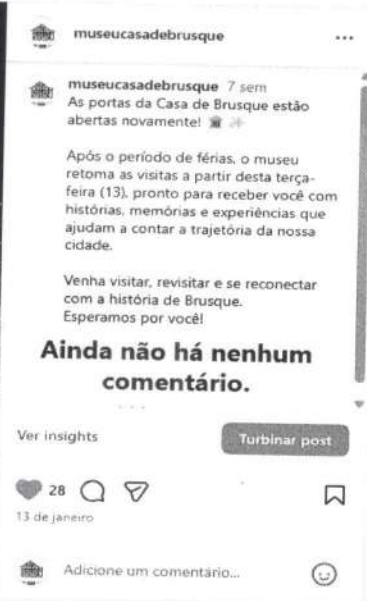 museucasadebrusque
museucasadebrusque 7 sem
As portas da Casa de Brusque estão
abertas novamente!
Após o período de férias, o museu
retoma as visitas a partir desta terça-
feira (13), pronto para receber você com
histórias, memórias e experiências que
ajudam a contar a trajetória da nossa
cidade.
Venha visitar, revisitar e se reconectar
com a história de Brusque.
Esperamos por você!
Ainda não há nenhum
comentário.
Ver insights
Turbinar post
28
13 de janeiro
Adicione um comentário...